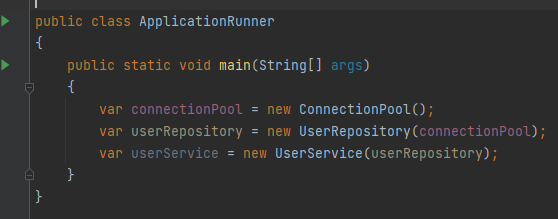 public class ApplicationRunner
{
    public static void main(String[] args)
    {
        var connectionPool = new ConnectionPool();
        var userRepository = new UserRepository(connectionPool);
        var userService = new UserService(userRepository);
    }
}